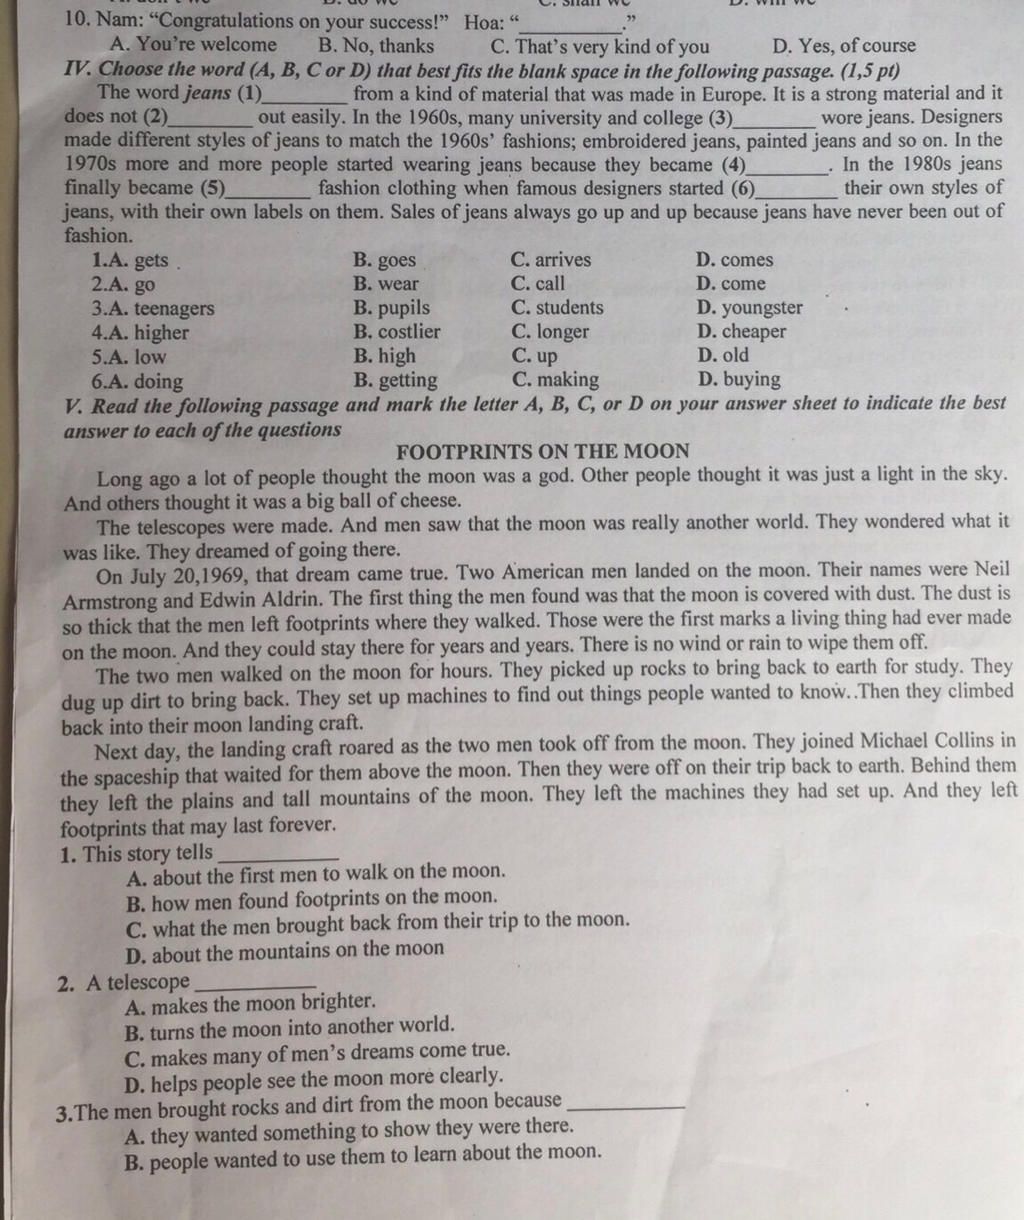 10. Nam: “Congratulations on your success!” Hoa: “__________.”
A. You’re welcome B. No, thanks C. That’s very kind of you D. Yes, of course
IV. Choose the word (A, B, C or D) that best fits the blank space in the following passage. (1,5 pt)
The word jeans (1)________ from a kind of material that was made in Europe. It is a strong material and it
does not (2)________ out easily. In the 1960s, many university and college (3)________ wore jeans. Designers
made different styles of jeans to match the 1960s’ fashions; embroidered jeans, painted jeans and so on. In the
1970s more and more people started wearing jeans because they became (4)________. In the 1980s jeans
finally became (5)________ fashion clothing when famous designers started (6)________ their own styles of
jeans, with their own labels on them. Sales of jeans always go up and up because jeans have never been out of
fashion.
1.A. gets B. goes C. arrives D. comes
2.A. go B. wear C. call D. come
3.A. teenagers B. pupils C. students D. youngster
4.A. higher B. costlier C. longer D. cheaper
5.A. low B. high C. up D. old
6.A. doing B. getting C. making D. buying
V. Read the following passage and mark the letter A, B, C, or D on your answer sheet to indicate the best
answer to each of the questions
FOOTPRINTS ON THE MOON
Long ago a lot of people thought the moon was a god. Other people thought it was just a light in the sky.
And others thought it was a big ball of cheese.
The telescopes were made. And men saw that the moon was really another world. They wondered what it
was like. They dreamed of going there.
On July 20,1969, that dream came true. Two American men landed on the moon. Their names were Neil
Armstrong and Edwin Aldrin. The first thing the men found was that the moon is covered with dust. The dust is
so thick that the men left footprints where they walked. Those were the first marks a living thing had ever made
on the moon. And they could stay there for years and years. There is no wind or rain to wipe them off.
The two men walked on the moon for hours. They picked up rocks to bring back to earth for study. They
dug up dirt to bring back. They set up machines to find out things people wanted to know..Then they climbed
back into their moon landing craft.
Next day, the landing craft roared as the two men took off from the moon. They joined Michael Collins in
the spaceship that waited for them above the moon. Then they were off on their trip back to earth. Behind them
they left the plains and tall mountains of the moon. They left the machines they had set up. And they left
footprints that may last forever.
1. This story tells ____________
A. about the first men to walk on the moon.
B. how men found footprints on the moon.
C. what the men brought back from their trip to the moon.
D. about the mountains on the moon
2. A telescope ____________
A. makes the moon brighter.
B. turns the moon into another world.
C. makes many of men’s dreams come true.
D. helps people see the moon more clearly.
3.The men brought rocks and dirt from the moon because ____________
A. they wanted something to show they were there.
B. people wanted to use them to learn about the moon.